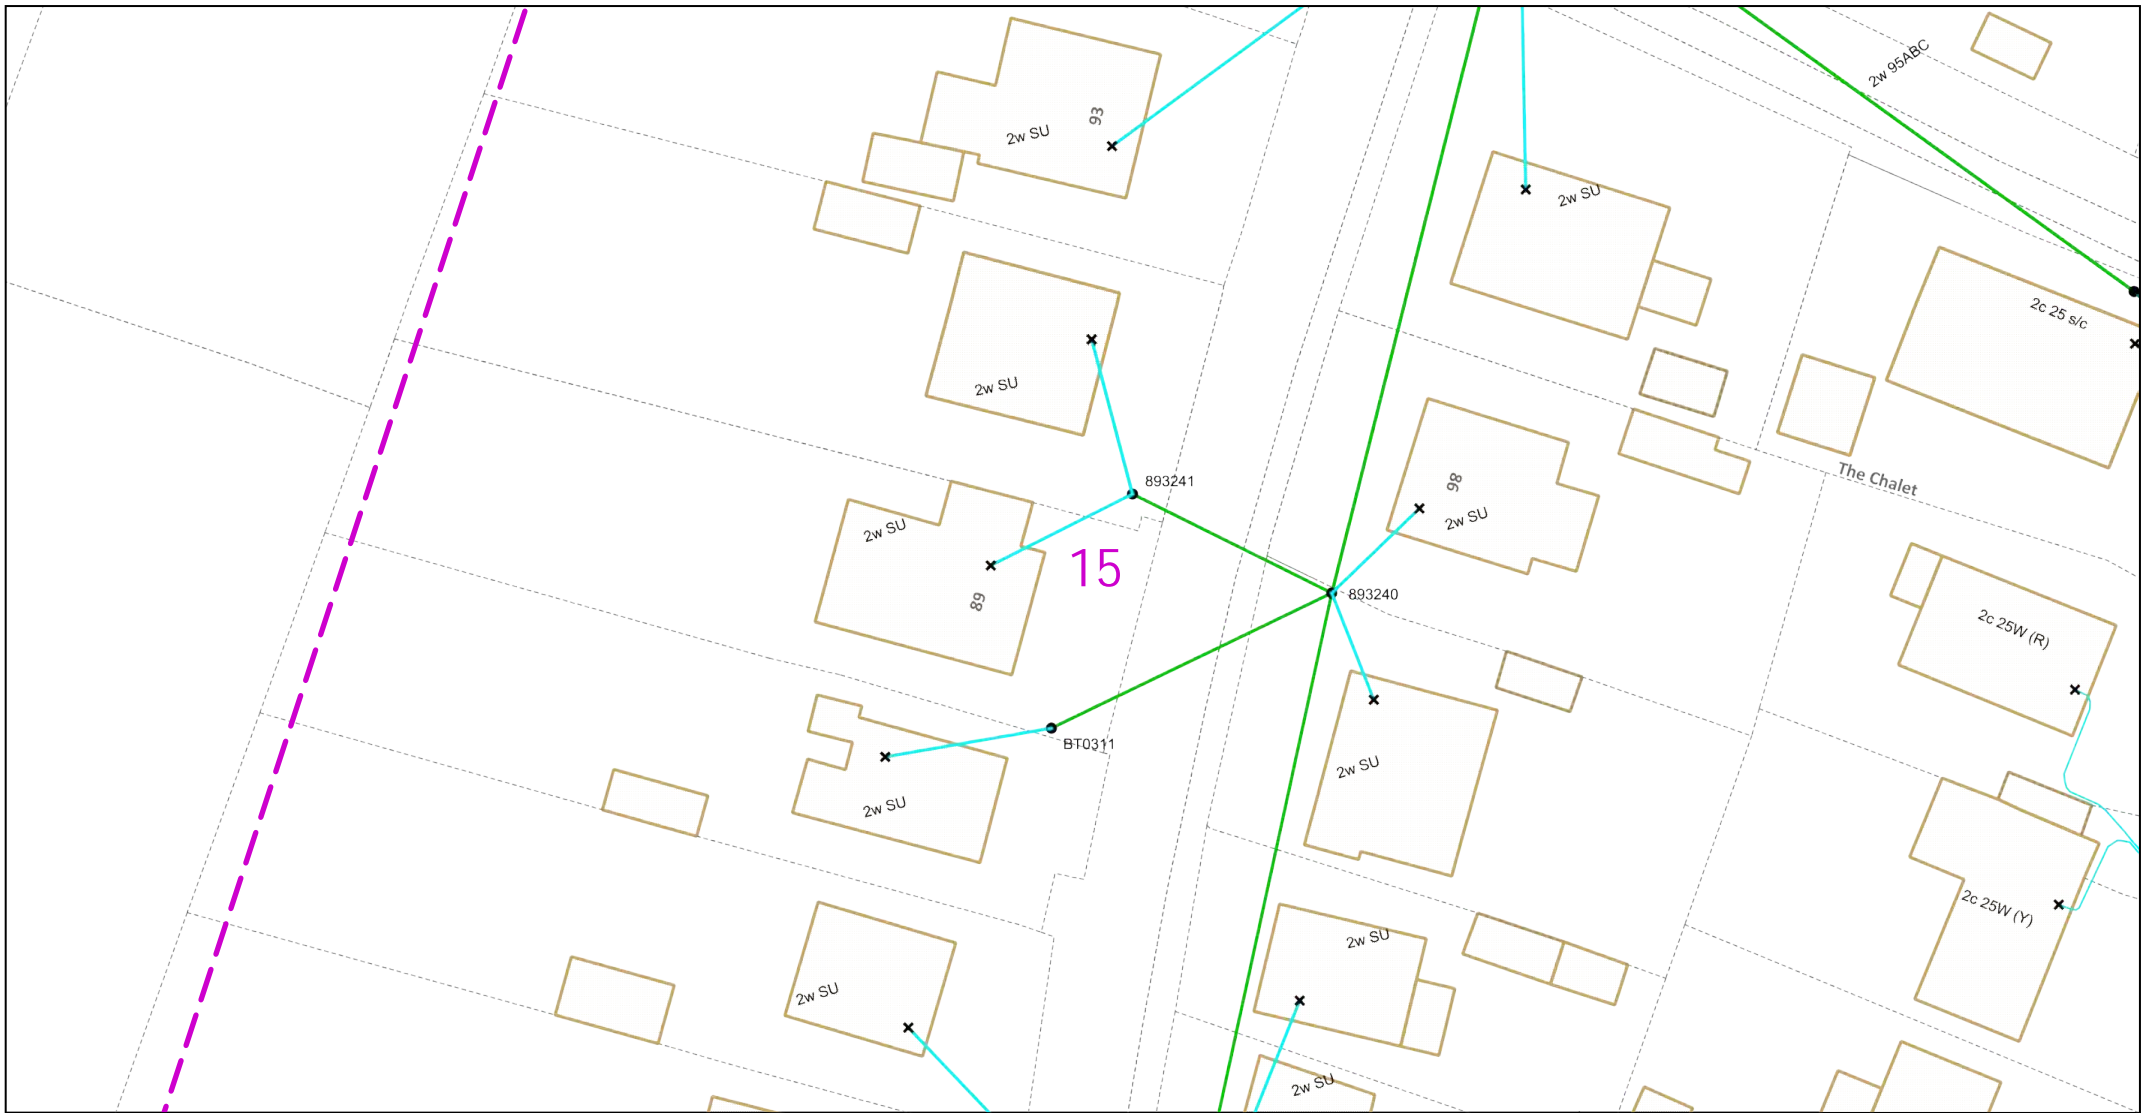 2w 95ABC
93
2w SU
2w SU
2c 25 s/c
2w SU
893241
98
2w SU
The Chalet
2w SU
15
89
893240
2c 25W (R)
BT0311
2w SU
2w SU
2c 25W (Y)
2w SU
2w SU
2w SU